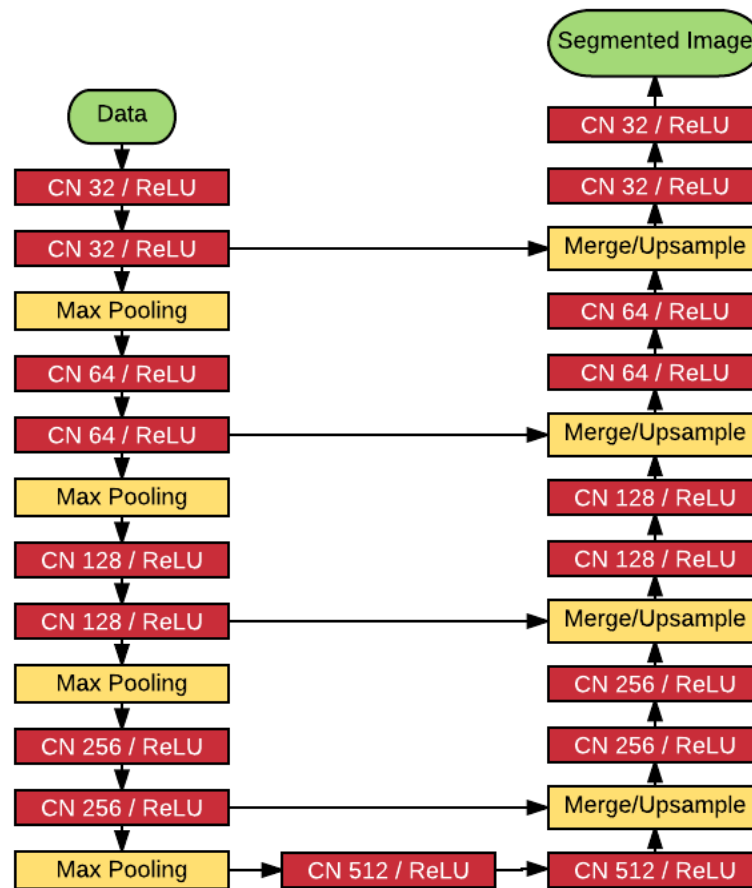 Data
CN 32 / ReLU
CN 32 / ReLU
Max Pooling
CN 64 / ReLU
CN 64 / ReLU
Max Pooling
CN 128 / ReLU
CN 128 / ReLU
Max Pooling
CN 256 / ReLU
CN 256 / ReLU
Max Pooling
CN 512 / ReLU
Segmented Image
CN 32 / ReLU
CN 32 / ReLU
Merge/Upsample
CN 64 / ReLU
CN 64 / ReLU
Merge/Upsample
CN 128 / ReLU
CN 128 / ReLU
Merge/Upsample
CN 256 / ReLU
CN 256 / ReLU
Merge/Upsample
CN 512 / ReLU